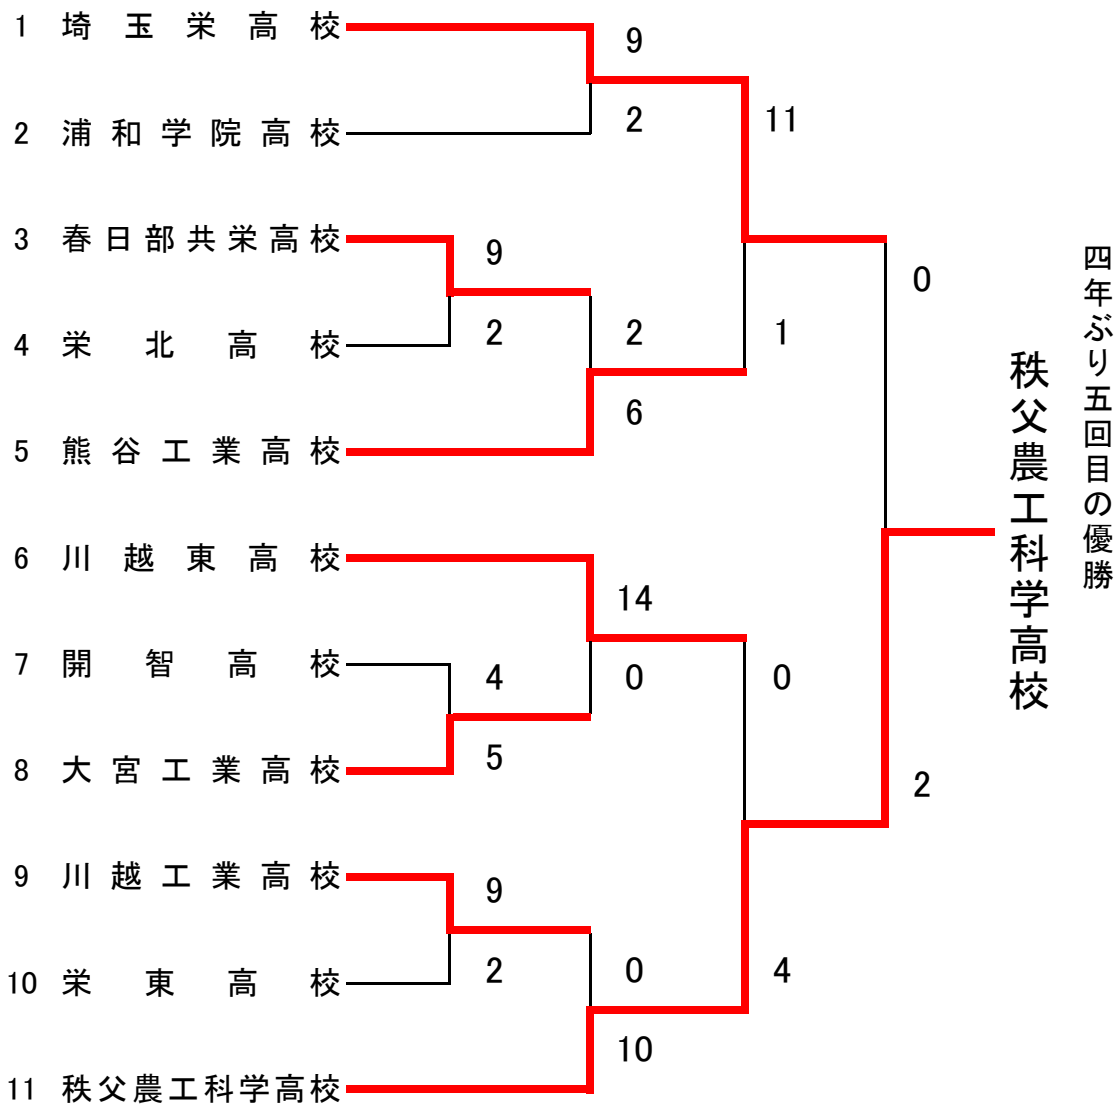 1 埼玉栄高校
9
2
2 浦和学院高校
11
3 春日部共栄高校
9
2
4 栄北高校
2
6
1
5 熊谷工業高校
0
6 川越東高校
14
0
7 開智高校
4
5
0
8 大宮工業高校
2
9 川越工業高校
9
2
10 栄東高校
0
10
4
11 秩父農工科学高校
秩父農工科学高校
四年ぶり五回目の優勝